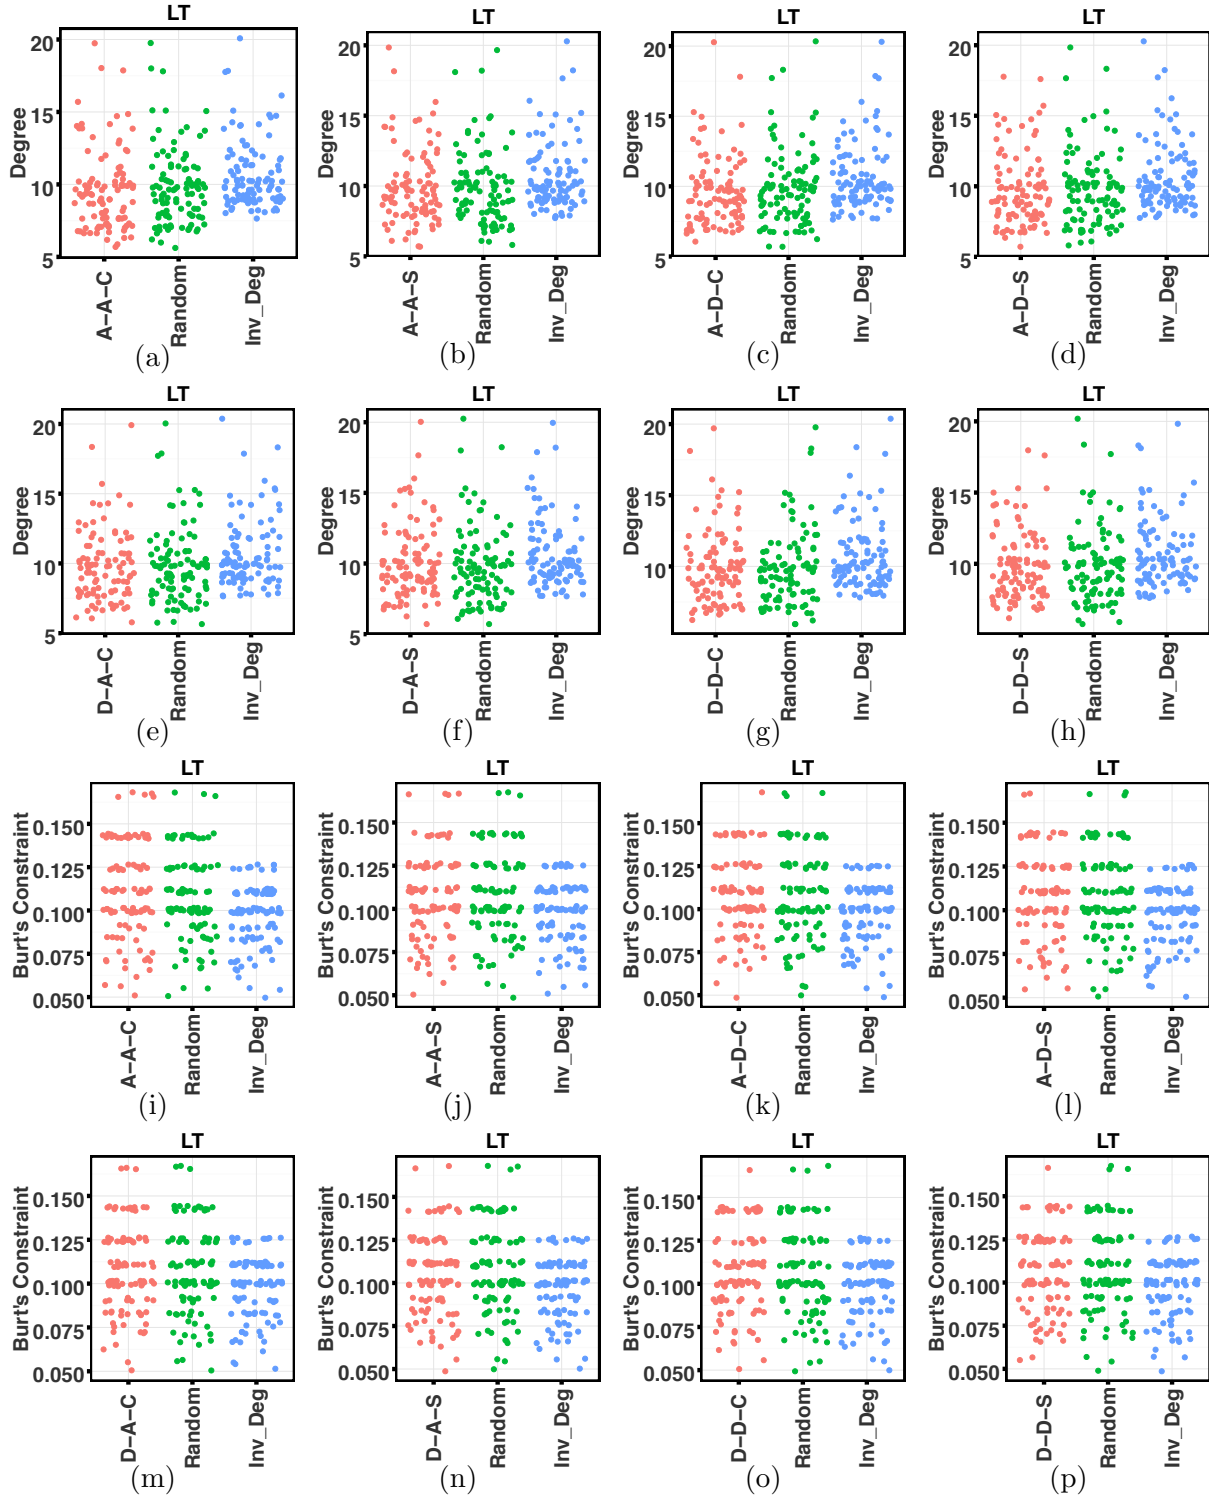 LT LT LT LT
20 20 20 20
15 15 15 15
10 10 10 10
5 5 5 5
Degree Degree Degree Degree
A−A−C Random Inv_Deg A−A−S Random Inv_Deg A−D−C Random Inv_Deg A−D−S Random Inv_Deg
(a) (b) (c) (d)
LT LT LT LT
20 20 20 20
15 15 15 15
10 10 10 10
5 5
Degree Degree Degree Degree
D−A−C Random Inv_Deg D−A−S Random Inv_Deg D−D−C Random Inv_Deg D−D−S Random Inv_Deg
(e) (f) (g) (h)
LT LT LT LT
0.150 0.150 0.150 0.150
0.125 0.125 0.125 0.125
0.100 0.100 0.100 0.100
0.075 0.075 0.075 0.075
0.050 0.050 0.050 0.050
Burt's Constraint Burt's Constraint Burt's Constraint Burt's Constraint
A−A−C Random Inv_Deg A−A−S Random Inv_Deg A−D−C Random Inv_Deg A−D−S Random Inv_Deg
(i) (j) (k) (l)
LT LT LT LT
0.150 0.150 0.150 0.150
0.125 0.125 0.125 0.125
0.100 0.100 0.100 0.100
0.075 0.075 0.075 0.075
0.050 0.050 0.050 0.050
Burt's Constraint Burt's Constraint Burt's Constraint Burt's Constraint
D−A−C Random Inv_Deg D−A−S Random Inv_Deg D−D−C Random Inv_Deg D−D−S Random Inv_Deg
(m) (n) (o) (p)